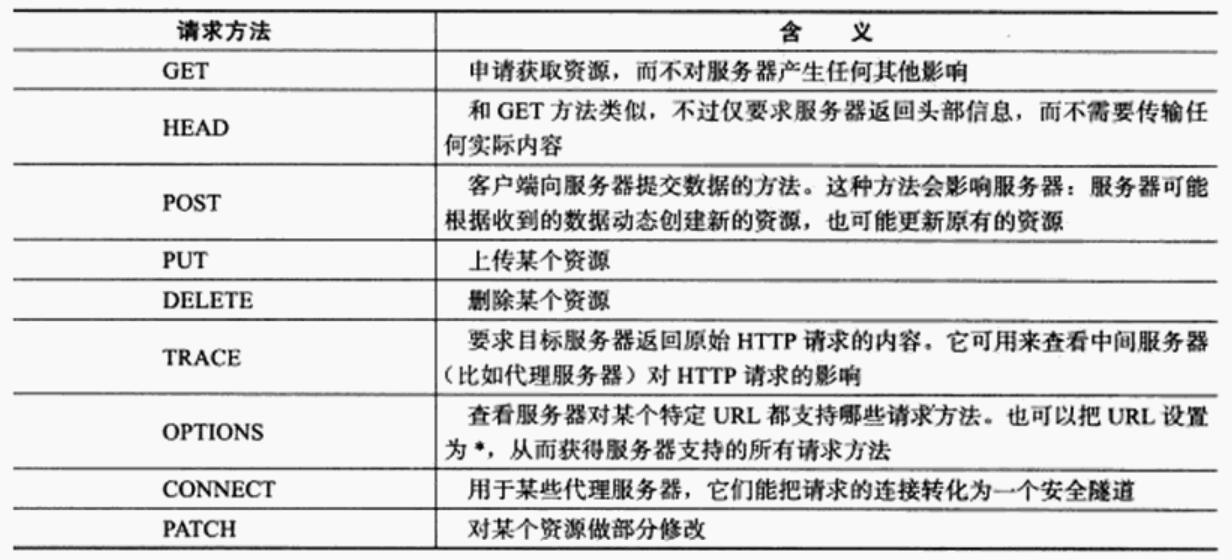 请求方法 含 义
GET 申请获取资源，而不对服务器产生任何其他影响
HEAD 和 GET 方法类似，不过仅要求服务器返回头部信息，而不需要传输任
何实际内容
POST 客户端向服务器提交数据的方法。这种方法会影响服务器：服务器可能
根据收到的数据动态创建新的资源，也可能更新原有的资源
PUT 上传某个资源
DELETE 删除某个资源
TRACE 要求目标服务器返回原始 HTTP 请求的内容。它可用来查看中间服务器
（比如代理服务器）对 HTTP 请求的影响
OPTIONS 查看服务器对某个特定 URL 都支持哪些请求方法。也可以把 URL 设置
为 *，从而获得服务器支持的所有请求方法
CONNECT 用于某些代理服务器，它们能把请求的连接转化为一个安全隧道
PATCH 对某个资源做部分修改